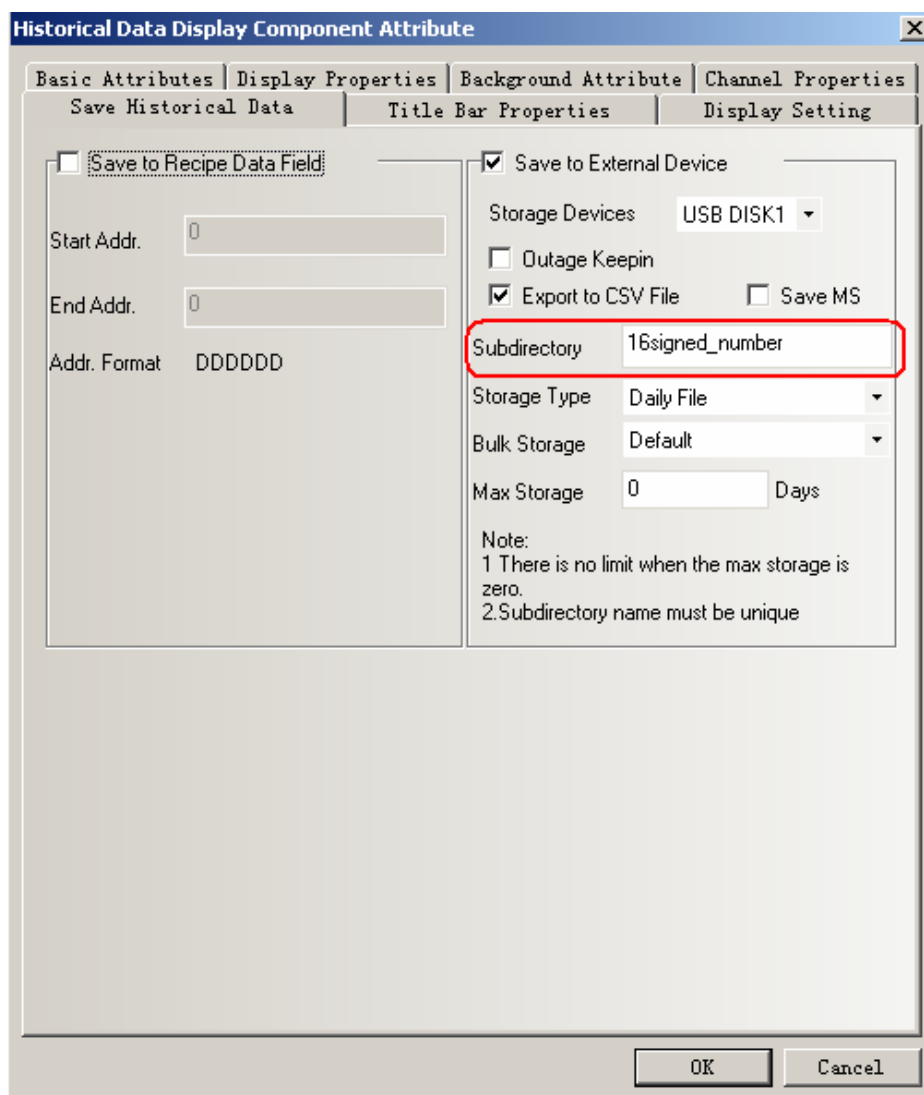 Historical Data Display Component Attribute
Basic Attributes Display Properties Background Attribute Channel Properties
Save Historical Data Title Bar Properties Display Setting
Save to Recipe Data Field
Start Addr. 0
End Addr. 0
Addr. Format DDDDDD
Save to External Device
Storage Devices USB DISK1
Outage Keepin
Export to CSV File Save MS
Subdirectory 16signed_number
Storage Type Daily File
Bulk Storage Default
Max Storage 0 Days
Note:
1 There is no limit when the max storage is
zero.
2.Subdirectory name must be unique
OK Cancel